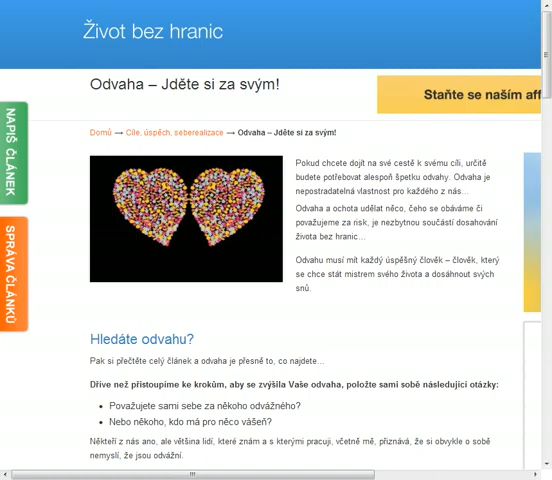 Život bez hranic
Odvaha – Jděte si za svým!
Staňte se naším aff
Domů → Cíle, úspěch, seberealizace → Odvaha – Jděte si za svým!
NAPIŠ ČLÁNEK
SPRÁVA ČLÁNKŮ
Pokud chcete dojít na své cestě k svému cíli, určitě
budete potřebovat alespoň špetku odvahy. Odvaha je
nepostradatelná vlastnost pro každého z nás…
Odvaha a ochota udělat něco, čeho se obáváme či
považujeme za risk, je nezbytnou součástí dosahování
života bez hranic…
Odvahu musí mít každý úspěšný člověk – člověk, který
se chce stát mistrem svého života a dosáhnout svých
snů.
Hledáte odvahu?
Pak si přečtěte celý článek a odvaha je přesně to, co najdete…
Dříve než přistoupíme ke krokům, aby se zvýšila Vaše odvaha, položte sami sobě následující otázky:
• Považujete sami sebe za někoho odvážného?
• Nebo někoho, kdo má pro něco vášeň?
Někteří z nás ano, ale většina lidí, které znám a s kterými pracuji, včetně mě, přiznává, že si obvykle o sobě
nemyslí, že jsou odvážní.